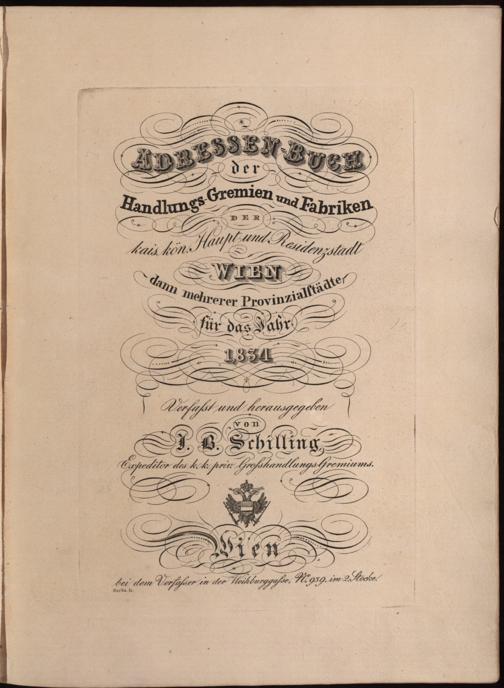 ADRESSEN-BUCH
der
Handlungs-Gremien und Fabriken
DER
kais. kön. Haupt-und Residenzstadt
WIEN
dann mehrerer Provinzialſtädte
für das Jahr
1834
Verfaſst und herausgegeben
von
J. B. Schilling,
Expeditor des k. k. priv. Groſshandlungs Gremiums.
Wien
bei dem Verfaſser in der Weihburggaſse, Nº 939. im 2. Stocke.